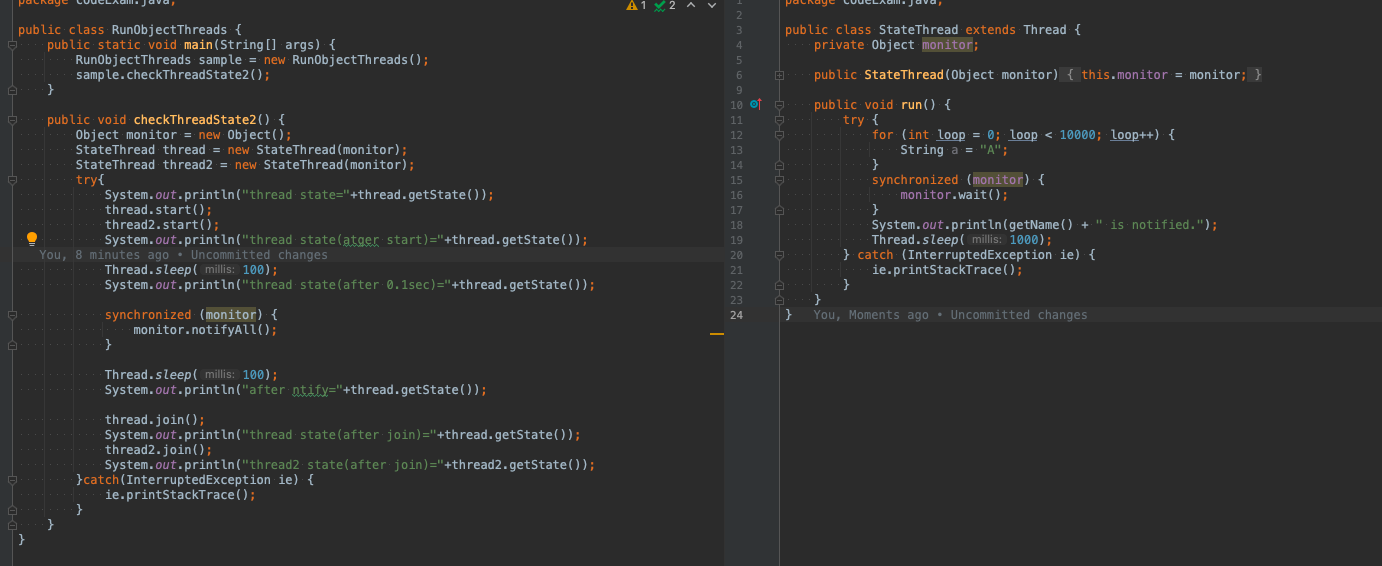 package codeExam.java;
1 2
public class RunObjectThreads {
public static void main(String[] args) {
RunObjectThreads sample = new RunObjectThreads();
sample.checkThreadState2();
}
public void checkThreadState2() {
Object monitor = new Object();
StateThread thread = new StateThread(monitor);
StateThread thread2 = new StateThread(monitor);
try{
System.out.println("thread state="+thread.getState());
thread.start();
thread2.start();
System.out.println("thread state(atger start)="+thread.getState());
You, 8 minutes ago • Uncommitted changes
Thread.sleep( millis: 100);
System.out.println("thread state(after 0.1sec)="+thread.getState());
synchronized (monitor) {
monitor.notifyAll();
}
Thread.sleep( millis: 100);
System.out.println("after ntify="+thread.getState());
thread.join();
System.out.println("thread state(after join)="+thread.getState());
thread2.join();
System.out.println("thread2 state(after join)="+thread2.getState());
}catch(InterruptedException ie) {
ie.printStackTrace();
}
}
}
1 package codeExam.java;
2
3 public class StateThread extends Thread {
4 private Object monitor;
5
6 public StateThread(Object monitor) { this.monitor = monitor; }
9
10 public void run() {
11 try {
12 for (int loop = 0; loop < 10000; loop++) {
13 String a = "A";
14 }
15 synchronized (monitor) {
16 monitor.wait();
17 }
18 System.out.println(getName() + " is notified.");
19 Thread.sleep( millis: 1000);
20 } catch (InterruptedException ie) {
21 ie.printStackTrace();
22 }
23 }
24 } You, Moments ago • Uncommitted changes